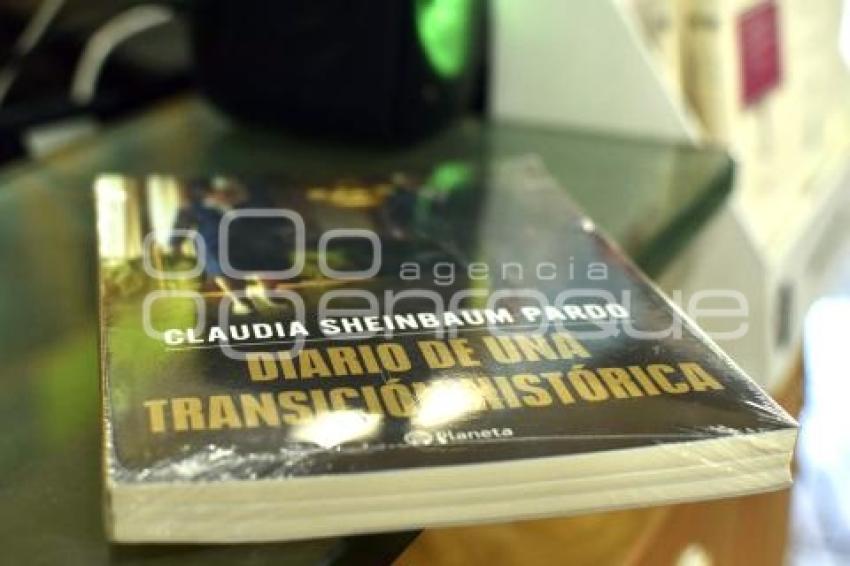 agencia
enfoque
CLAUDIA SHEINBAUM PARDO
DIARIO DE UNA
TRANSICIÓN HISTÓRICA
Planeta